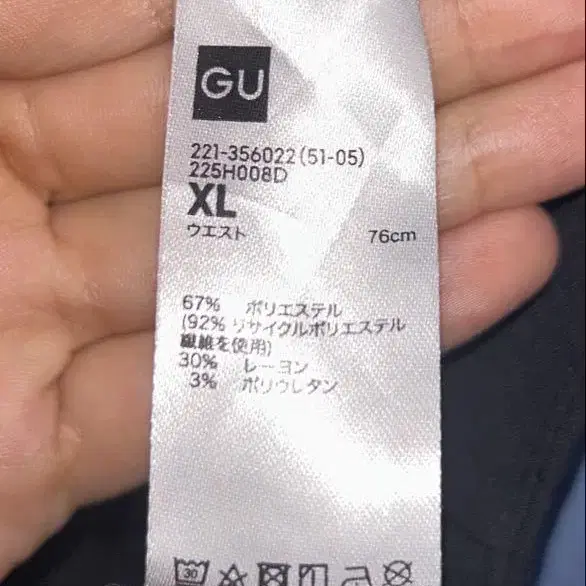 GU
221-356022(51-05)
225H008D
XL
ウエスト 76cm
67% ポリエステル
(92% リサイクルポリエステル
繊維を使用)
30% レーヨン
3% ポリウレタン
30